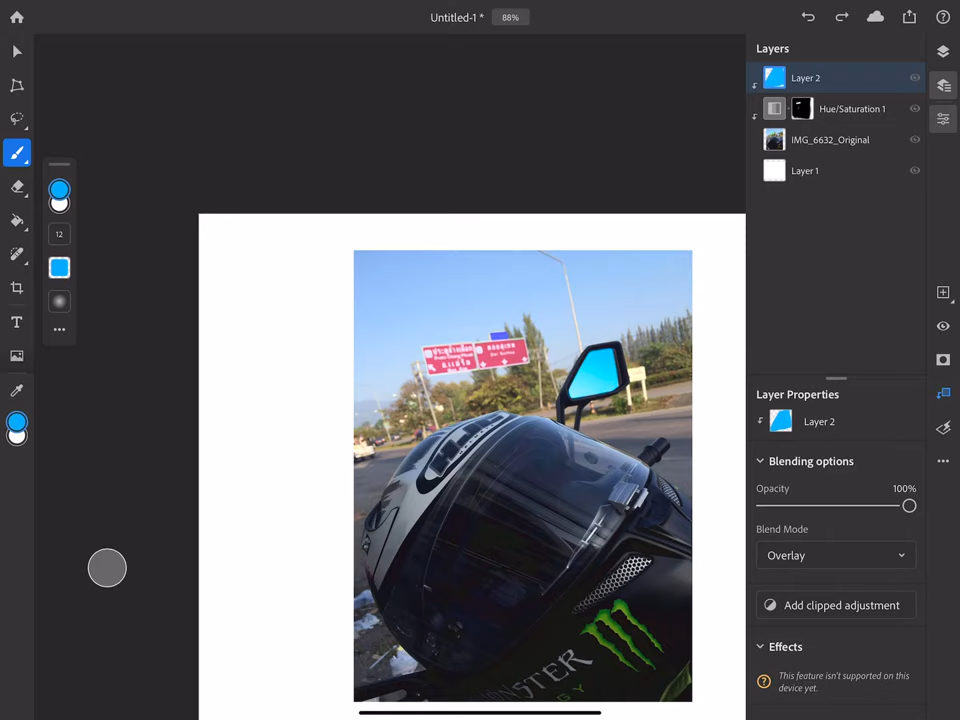 Untitled-1 *
88%
Layers
Layer 2
Hue/Saturation 1
IMG_6632_Original
Layer 1
12
T
Layer Properties
Layer 2
Blending options
Opacity
100%
Blend Mode
Overlay
Add clipped adjustment
Effects
This feature isn't supported on this
device yet.
MONSTER